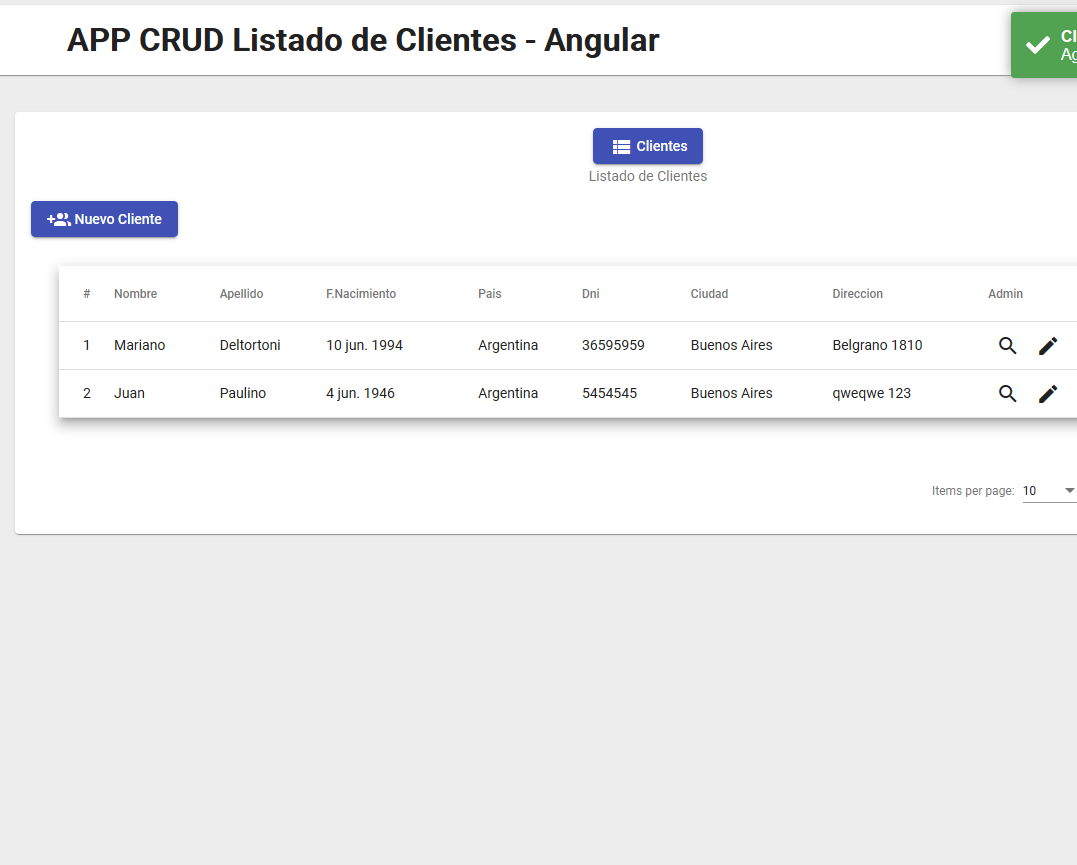 APP CRUD Listado de Clientes - Angular
Clientes
Listado de Clientes
Nuevo Cliente
# Nombre Apellido F.Nacimiento Pais Dni Ciudad Direccion Admin
1 Mariano Deltortoni 10 jun. 1994 Argentina 36595959 Buenos Aires Belgrano 1810
2 Juan Paulino 4 jun. 1946 Argentina 5454545 Buenos Aires qweqwe 123
Items per page: 10